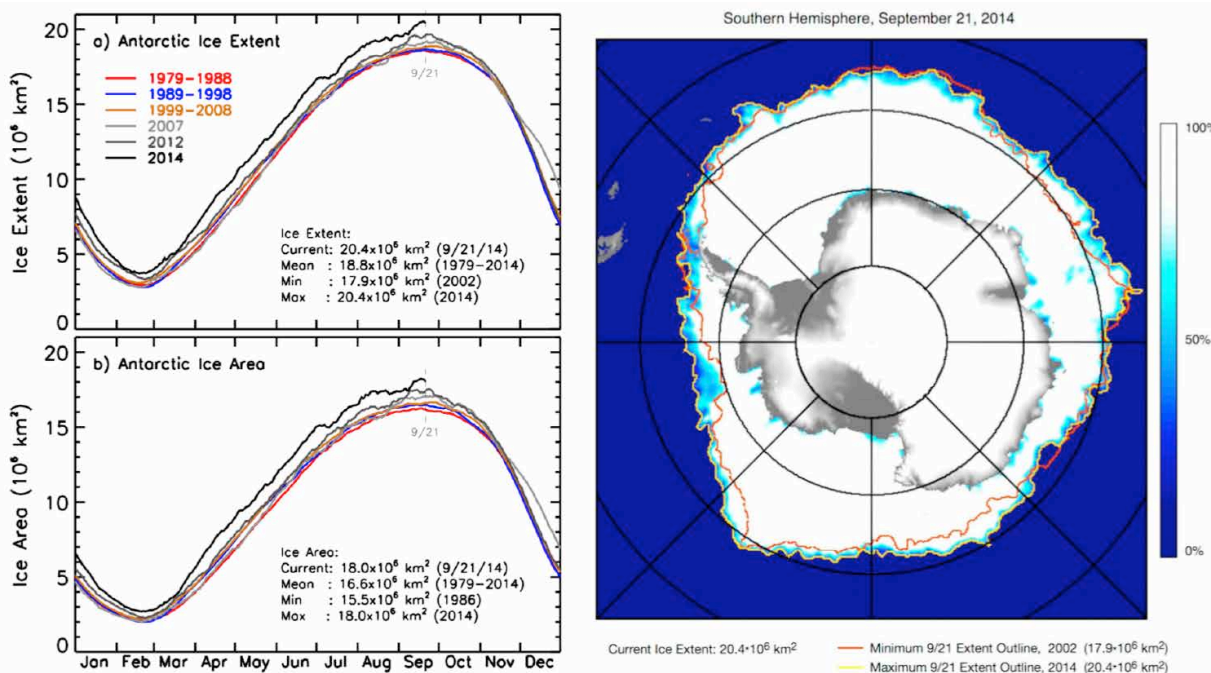 a) Antarctic Ice Extent
1979-1988
1989-1998
1999-2008
2007
2012
2014
9/21
Ice Extent (10⁶ km²)
20
15
10
5
0
Ice Extent:
Current: 20.4x10⁶ km² (9/21/14)
Mean : 18.8x10⁶ km² (1979-2014)
Min : 17.9x10⁶ km² (2002)
Max : 20.4x10⁶ km² (2014)
b) Antarctic Ice Area
9/21
Ice Area (10⁶ km²)
20
15
10
5
0
Ice Area:
Current: 18.0x10⁶ km² (9/21/14)
Mean : 16.6x10⁶ km² (1979-2014)
Min : 15.5x10⁶ km² (1986)
Max : 18.0x10⁶ km² (2014)
Jan Feb Mar Apr May Jun Jul Aug Sep Oct Nov Dec
Southern Hemisphere, September 21, 2014
100%
50%
0%
Current Ice Extent: 20.4•10⁶ km²
Minimum 9/21 Extent Outline, 2002 (17.9•10⁶ km²)
Maximum 9/21 Extent Outline, 2014 (20.4•10⁶ km²)